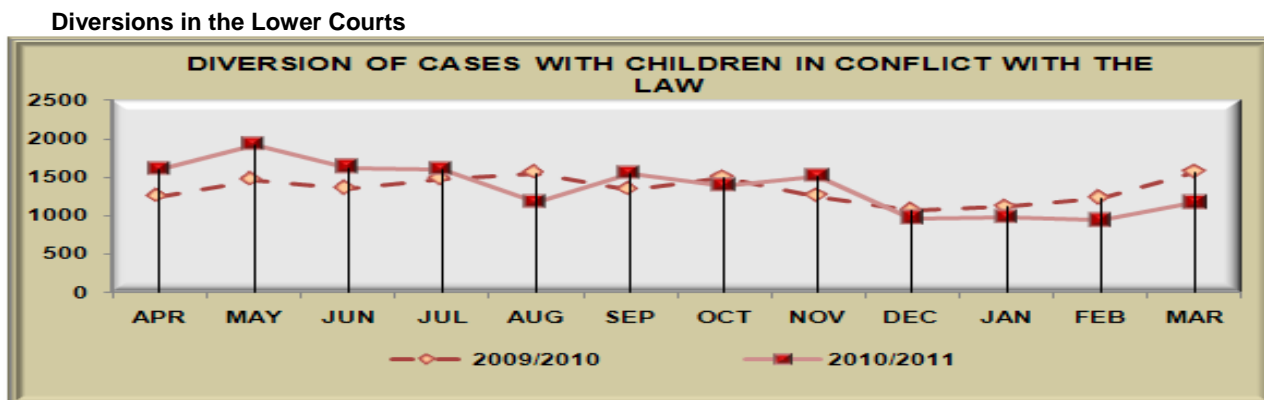 Diversions in the Lower Courts
DIVERSION OF CASES WITH CHILDREN IN CONFLICT WITH THE
LAW
2500
2000
1500
1000
500
0
APR MAY JUN JUL AUG SEP OCT NOV DEC JAN FEB MAR
2009/2010 2010/2011